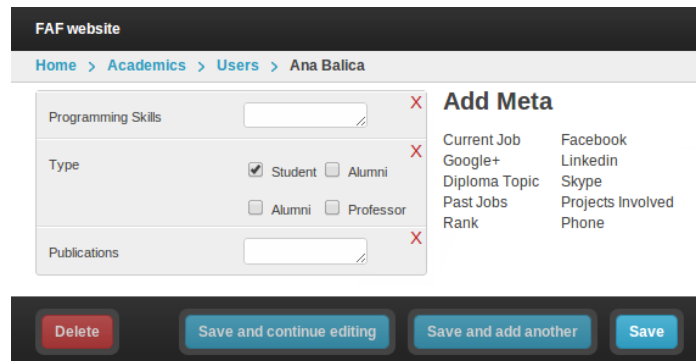 FAF website
Home > Academics > Users > Ana Balica
Programming Skills
X
Type
Student
Alumni
X
Alumni
Professor
Publications
X
Add Meta
Current Job
Facebook
Google+
Linkedin
Diploma Topic
Skype
Past Jobs
Projects Involved
Rank
Phone
Delete
Save and continue editing
Save and add another
Save